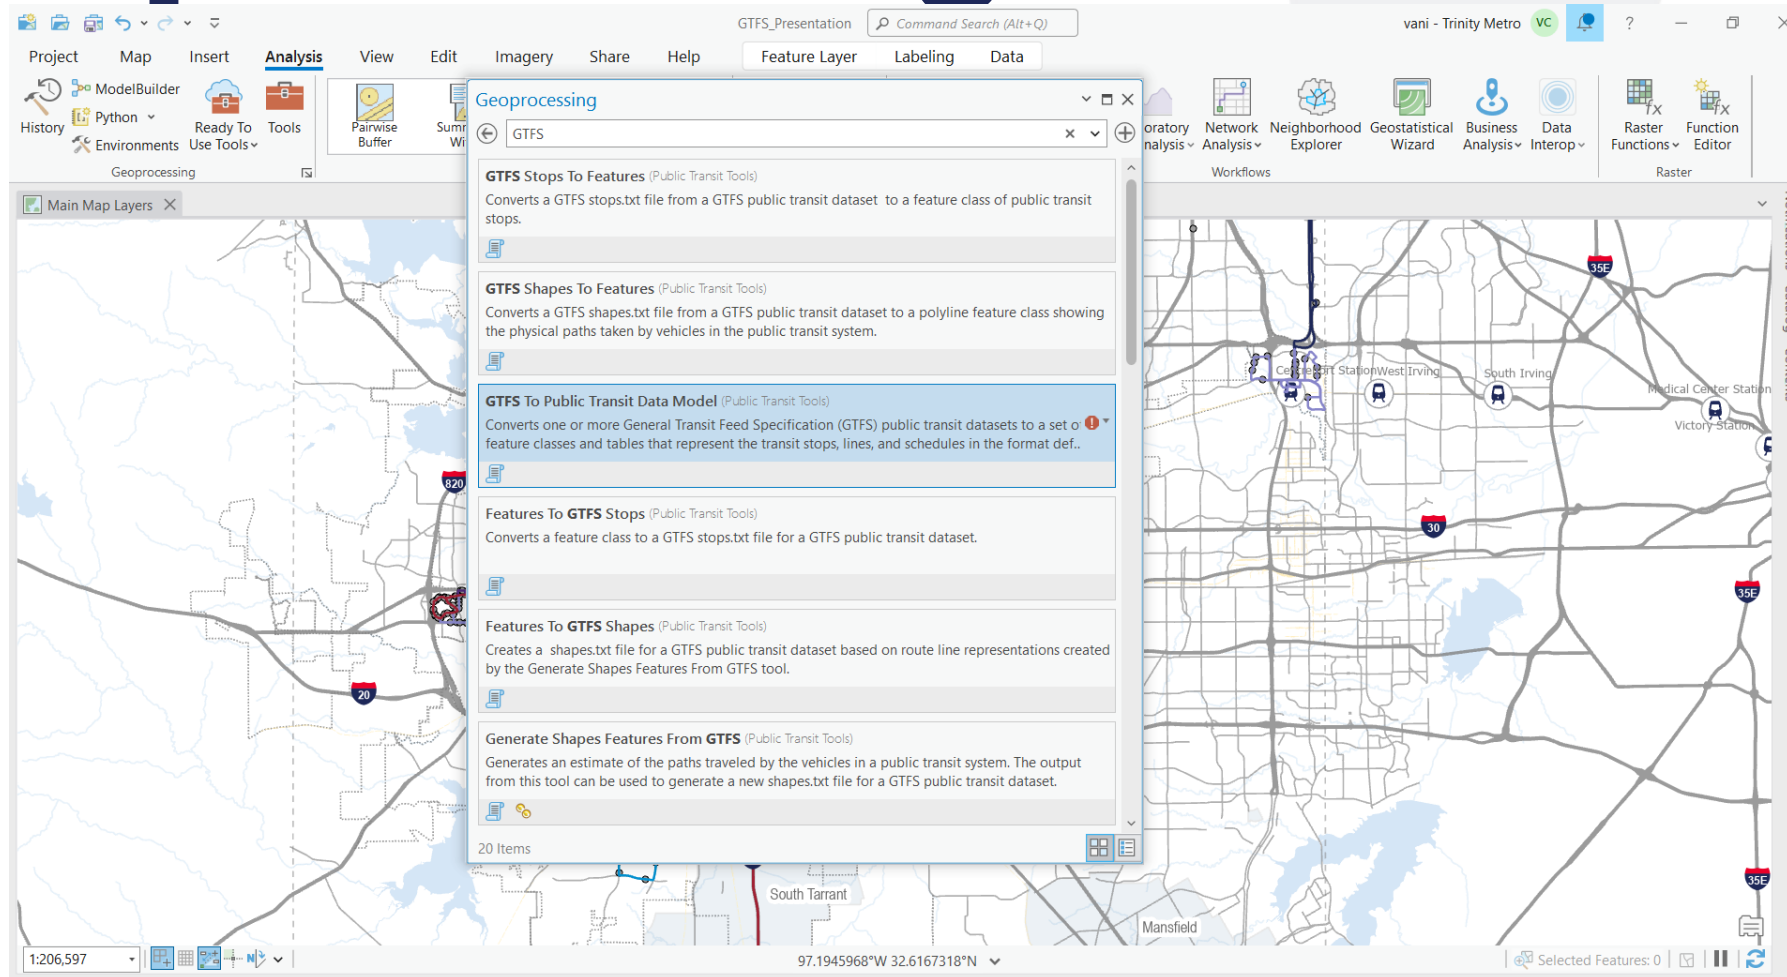 GTFS_Presentation
Command Search (Alt+Q)
vani - Trinity Metro
VC
?
Project
Map
Insert
Analysis
View
Edit
Imagery
Share
Help
Feature Layer
Labeling
Data
History
ModelBuilder
Python
Environments
Ready To
Use Tools
Tools
Geoprocessing
Pairwise
Buffer
Network
Analysis
Neighborhood
Explorer
Geostatistical
Wizard
Business
Analysis
Data
Interop
Workflows
Raster
Functions
Function
Editor
Raster
Main Map Layers
Geoprocessing
GTFS
GTFS Stops To Features (Public Transit Tools)
Converts a GTFS stops.txt file from a GTFS public transit dataset to a feature class of public transit
stops.
GTFS Shapes To Features (Public Transit Tools)
Converts a GTFS shapes.txt file from a GTFS public transit dataset to a polyline feature class showing
the physical paths taken by vehicles in the public transit system.
GTFS To Public Transit Data Model (Public Transit Tools)
Converts one or more General Transit Feed Specification (GTFS) public transit datasets to a set o
feature classes and tables that represent the transit stops, lines, and schedules in the format def..
Features To GTFS Stops (Public Transit Tools)
Converts a feature class to a GTFS stops.txt file for a GTFS public transit dataset.
Features To GTFS Shapes (Public Transit Tools)
Creates a shapes.txt file for a GTFS public transit dataset based on route line representations created
by the Generate Shapes Features From GTFS tool.
Generate Shapes Features From GTFS (Public Transit Tools)
Generates an estimate of the paths traveled by the vehicles in a public transit system. The output
from this tool can be used to generate a new shapes.txt file for a GTFS public transit dataset.
20 Items
35E
Station
West Irving
South Irving
Medical Center Station
Victory Station
820
30
35E
20
35E
South Tarrant
Mansfield
1:206,597
N
97.1945968°W 32.6167318°N
Selected Features: 0